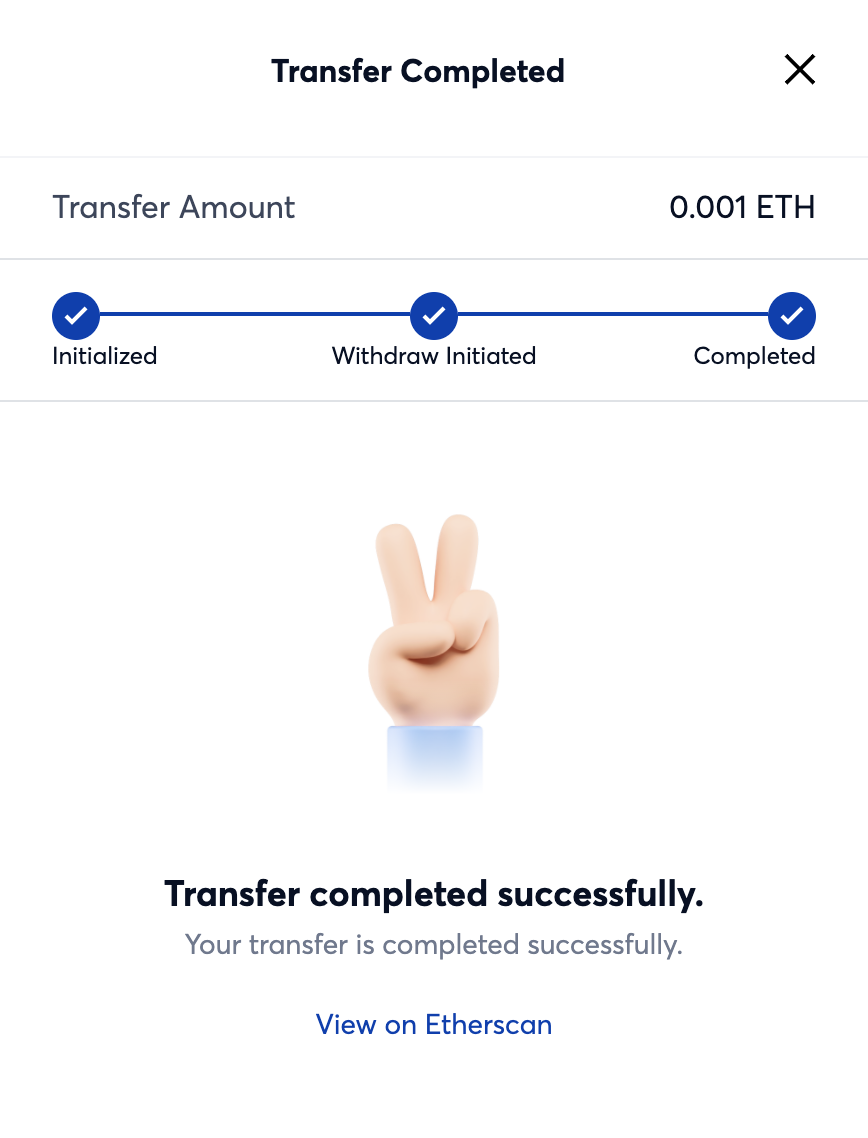 Transfer Completed
Transfer Amount 0.001 ETH
Initialized Withdraw Initiated Completed
Transfer completed successfully.
Your transfer is completed successfully.
View on Etherscan